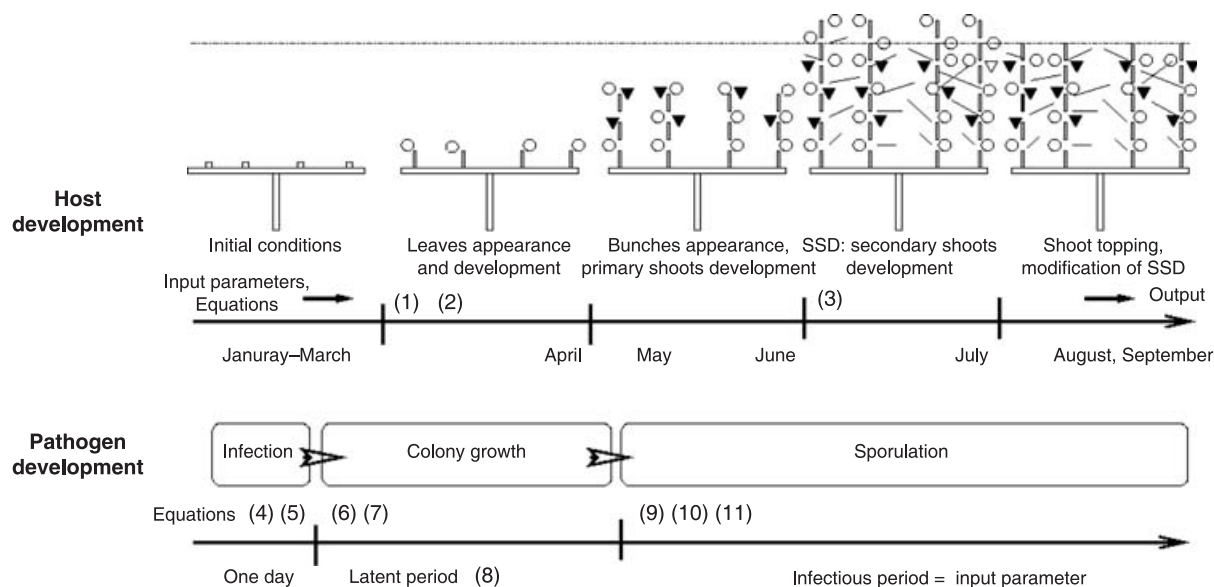 Host
development
Initial conditions
Leaves appearance
and development
Bunches appearance,
primary shoots development
SSD: secondary shoots
development
Shoot topping,
modification of SSD
Input parameters,
Equations
(1) (2)
(3)
Output
Januray–March
April
May
June
July
August, September
Pathogen
development
Infection
Colony growth
Sporulation
Equations (4) (5)
(6) (7)
(9) (10) (11)
One day
Latent period (8)
Infectious period = input parameter